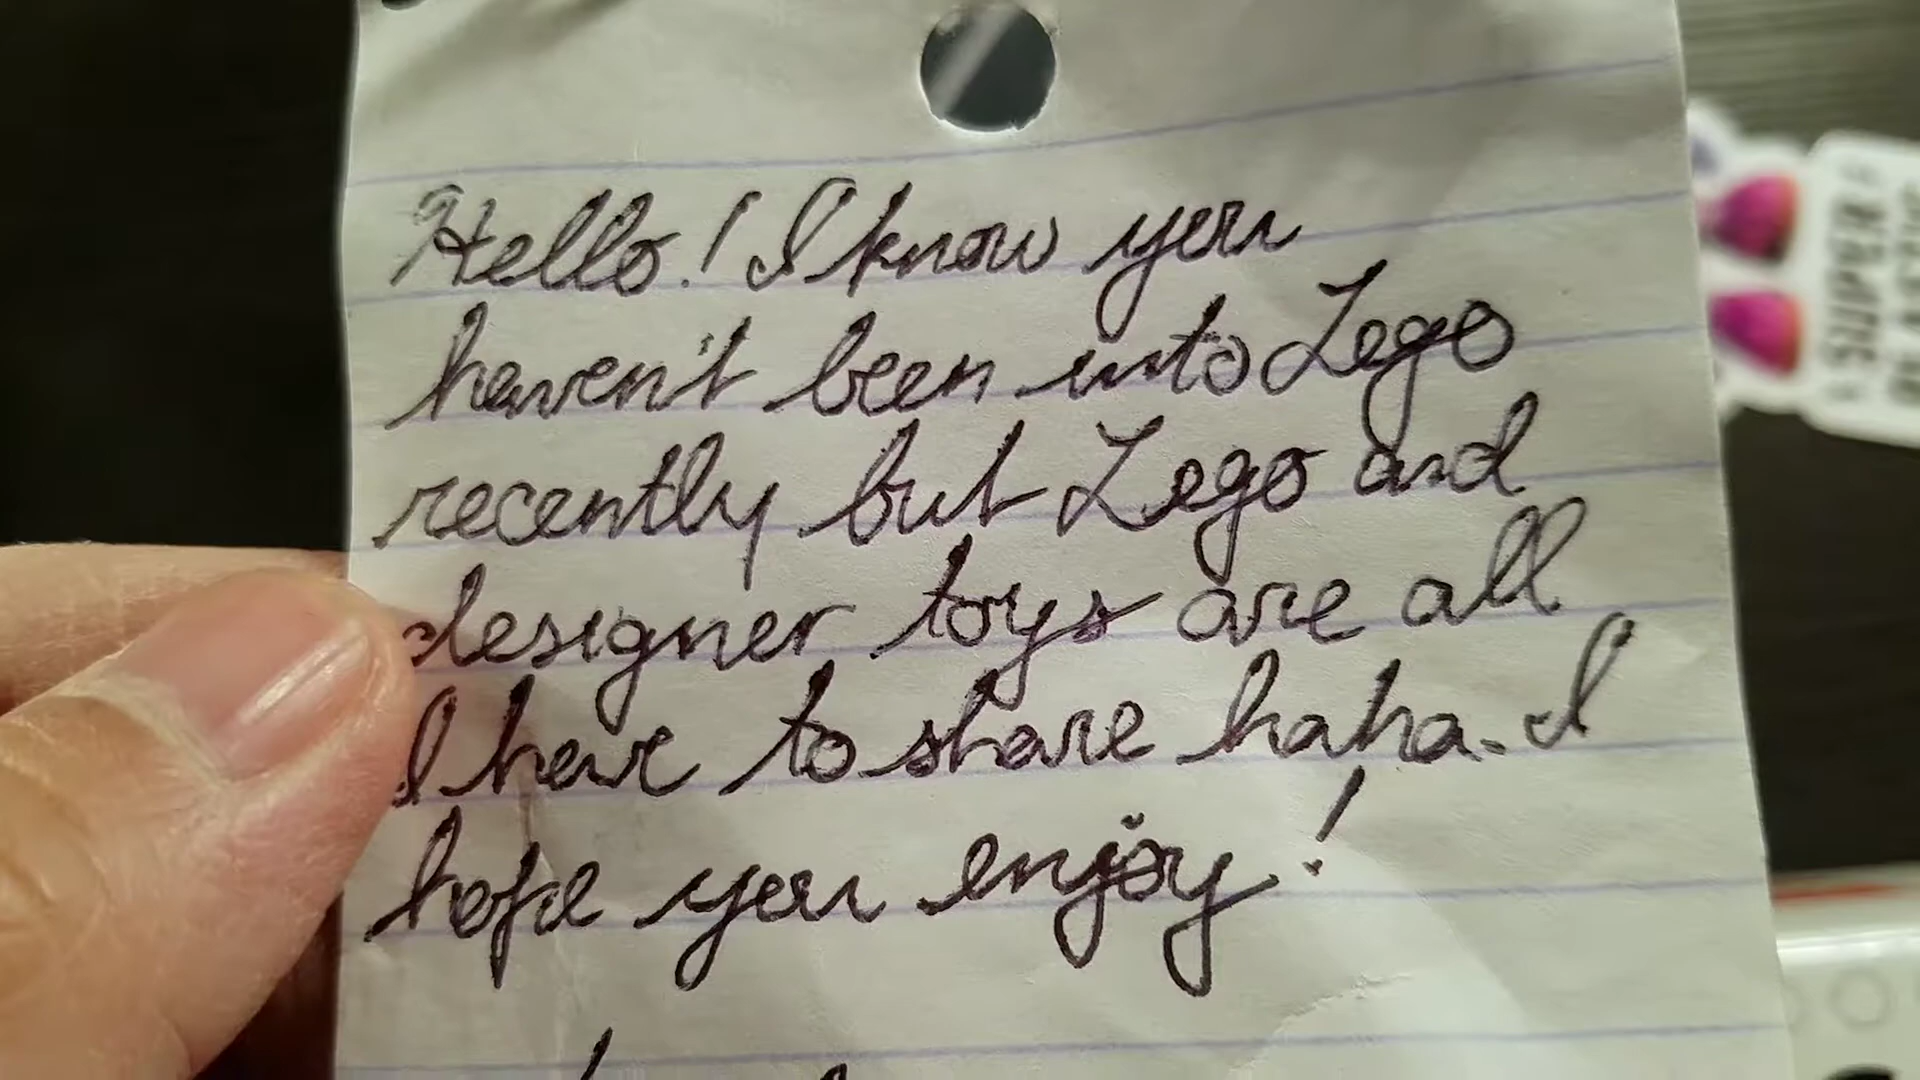 Hello! I know you
haven't been into Lego
recently but Lego and
designer toys are all
I have to share haha. I
hope you enjoy!
SUPER